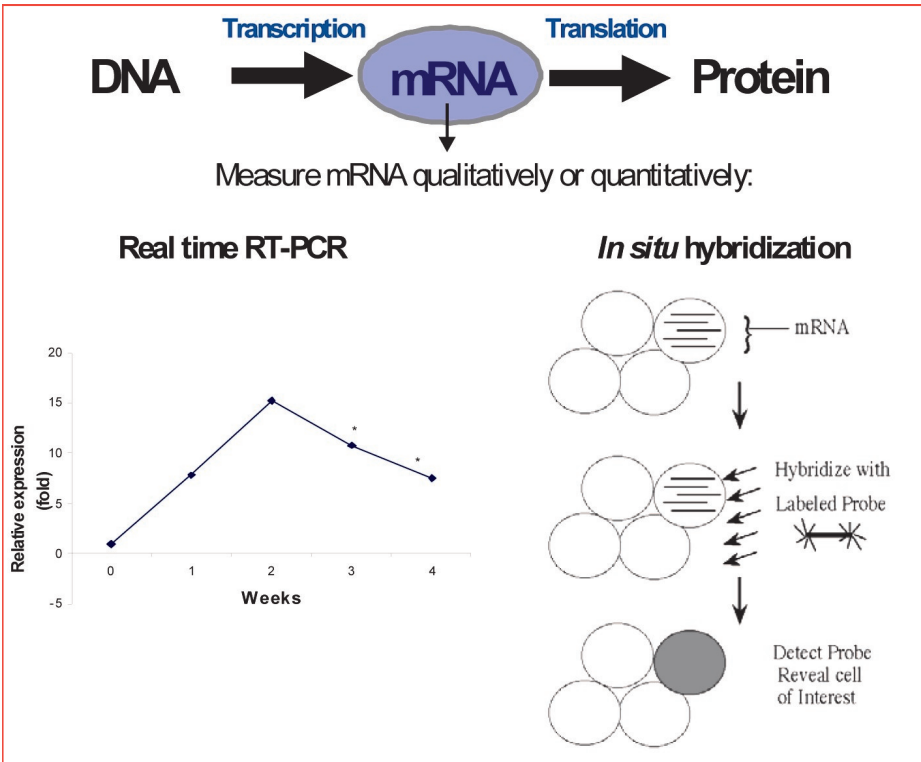 Transcription
Translation
DNA
mRNA
Protein
Measure mRNA qualitatively or quantitatively:
Real time RT-PCR
20
15
10
5
0
-5
Relative expression
(fold)
*
*
0
1
2
3
4
Weeks
In situ hybridization
mRNA
Hybridize with
Labeled Probe
Detect Probe
Reveal cell
of Interest